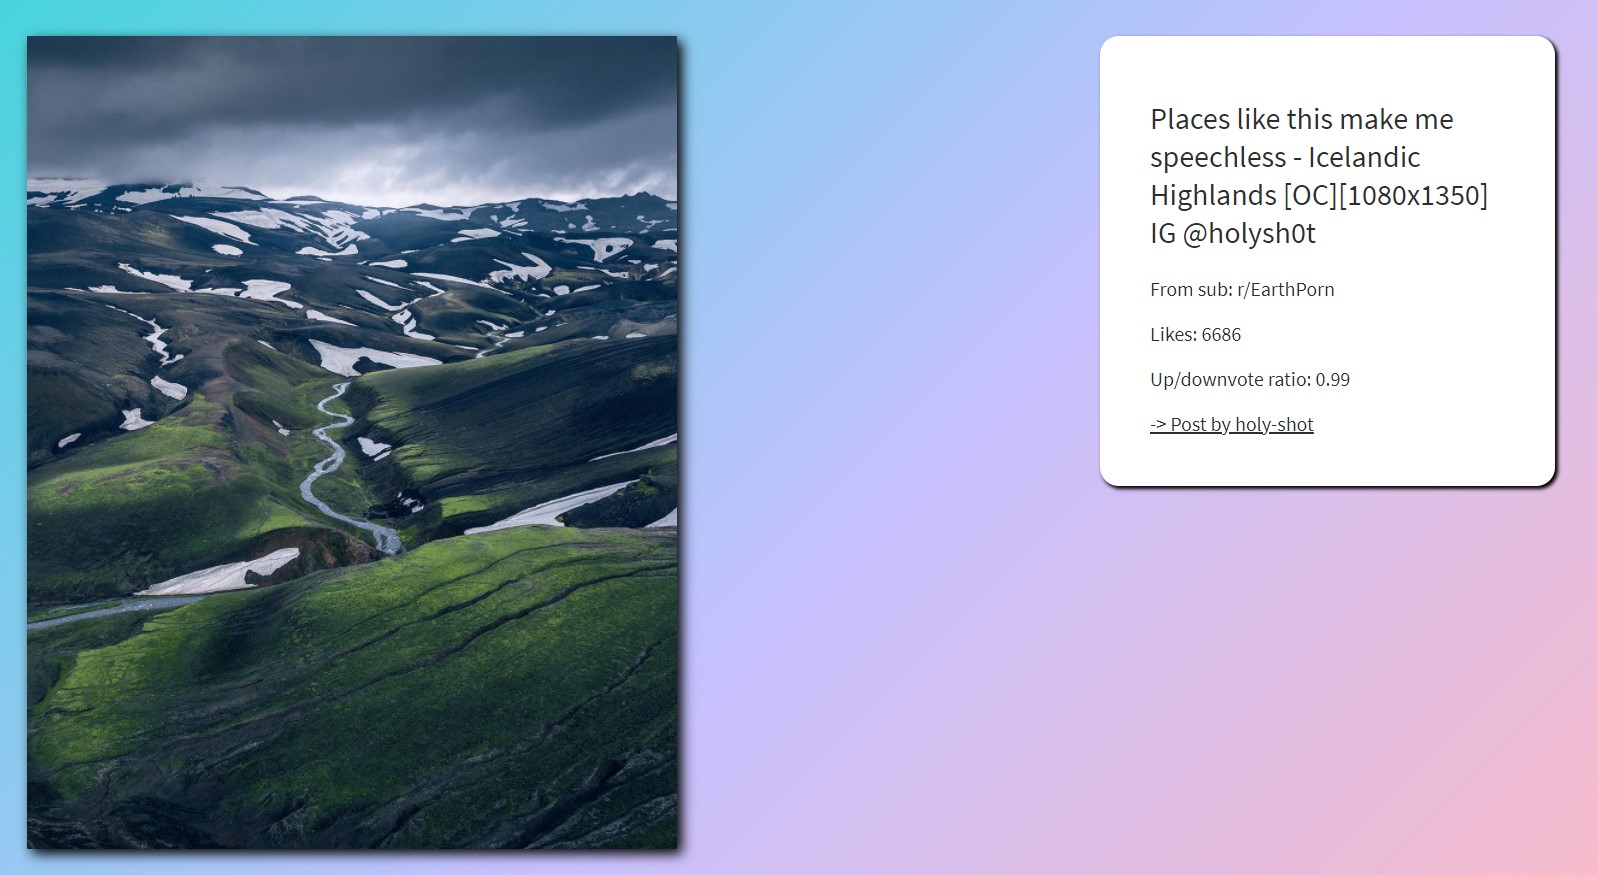 Places like this make me
speechless - Icelandic
Highlands [OC][1080x1350]
IG @holysh0t
From sub: r/EarthPorn
Likes: 6686
Up/downvote ratio: 0.99
-> Post by holy-shot